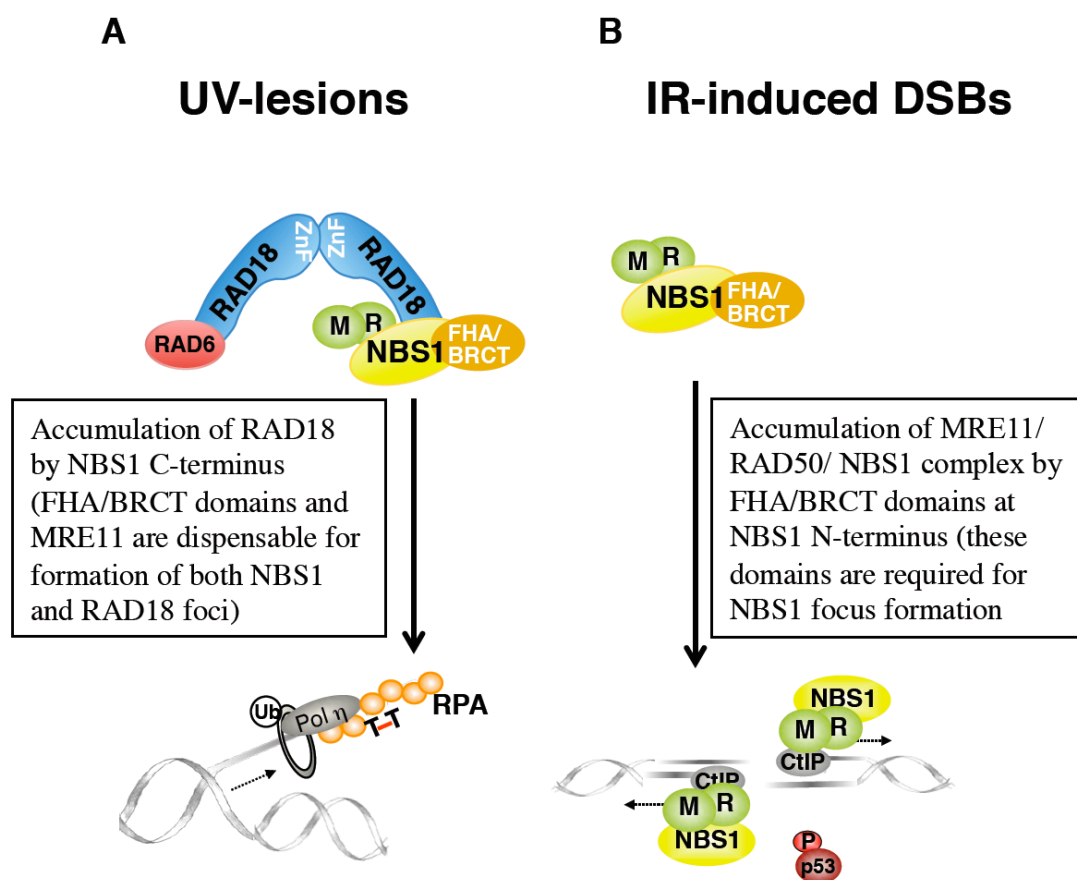 A
B
UV-lesions
IR-induced DSBs
ZnF
ZnF
RAD18
RAD18
RAD6
M
R
NBS1
FHA/
BRCT
M
R
NBS1
FHA/
BRCT
Accumulation of RAD18
by NBS1 C-terminus
(FHA/BRCT domains and
MRE11 are dispensable for
formation of both NBS1
and RAD18 foci)
Accumulation of MRE11/
RAD50/ NBS1 complex by
FHA/BRCT domains at
NBS1 N-terminus (these
domains are required for
NBS1 focus formation
Ub
Pol η
T-T
RPA
NBS1
M
R
CtIP
CtIP
M
R
NBS1
P
p53